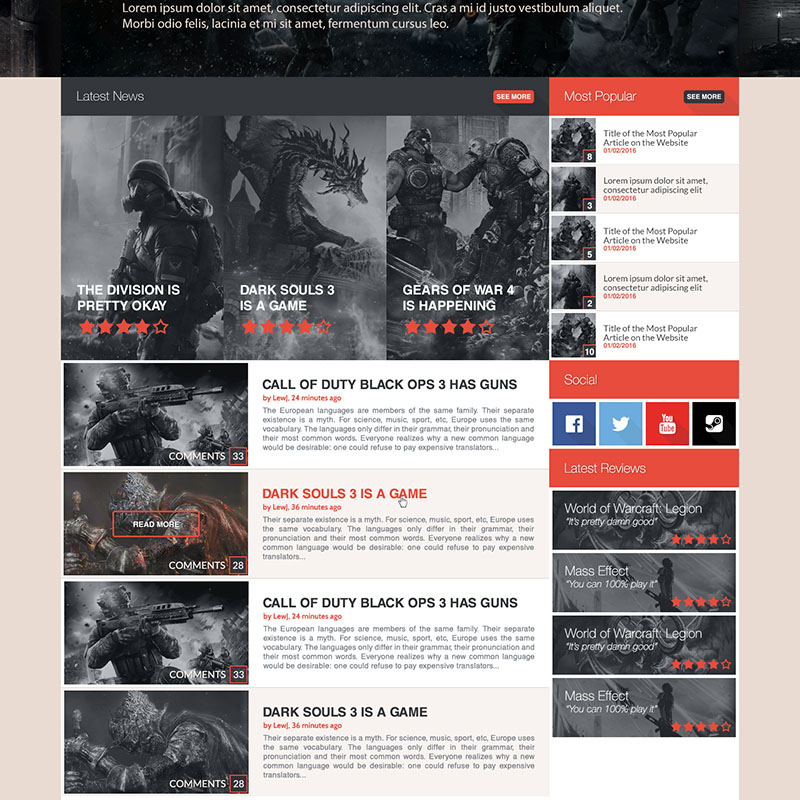 Lorem ipsum dolor sit amet, consectetur adipiscing elit. Cras a mi id justo vestibulum aliquet.
Morbi odio felis, lacinia et mi sit amet, fermentum cursus leo.
Latest News
SEE MORE
THE DIVISION IS
PRETTY OKAY
DARK SOULS 3
IS A GAME
GEARS OF WAR 4
IS HAPPENING
CALL OF DUTY BLACK OPS 3 HAS GUNS
by LewJ, 24 minutes ago
The European languages are members of the same family. Their separate
existence is a myth. For science, music, sport, etc, Europe uses the same
vocabulary. The languages only differ in their grammar, their pronunciation and
their most common words. Everyone realizes why a new common language
would be desirable: one could refuse to pay expensive translators...
COMMENTS 33
DARK SOULS 3 IS A GAME
by LewJ, 36 minutes ago
Their separate existence is a myth. For science, music, sport, etc, Europe uses
the same vocabulary. The languages only differ in their grammar, their
pronunciation and their most common words. Everyone realizes why a new
common language would be desirable: one could refuse to pay expensive
translators...
READ MORE
COMMENTS 28
CALL OF DUTY BLACK OPS 3 HAS GUNS
by LewJ, 24 minutes ago
The European languages are members of the same family. Their separate
existence is a myth. For science, music, sport, etc, Europe uses the same
vocabulary. The languages only differ in their grammar, their pronunciation and
their most common words. Everyone realizes why a new common language
would be desirable: one could refuse to pay expensive translators...
COMMENTS 33
DARK SOULS 3 IS A GAME
by LewJ, 36 minutes ago
Their separate existence is a myth. For science, music, sport, etc, Europe uses
the same vocabulary. The languages only differ in their grammar, their
pronunciation and their most common words. Everyone realizes why a new
common language would be desirable: one could refuse to pay expensive
translators...
COMMENTS 28
Most Popular
SEE MORE
8
Title of the Most Popular
Article on the Website
01/02/2016
3
Lorem ipsum dolor sit amet,
consectetur adipiscing elit
01/02/2016
5
Title of the Most Popular
Article on the Website
01/02/2016
2
Lorem ipsum dolor sit amet,
consectetur adipiscing elit
01/02/2016
10
Title of the Most Popular
Article on the Website
01/02/2016
Social
You
Tube
Latest Reviews
World of Warcraft: Legion
"It's pretty damn good"
Mass Effect
"You can 100% play it"
World of Warcraft: Legion
"It's pretty damn good"
Mass Effect
"You can 100% play it"